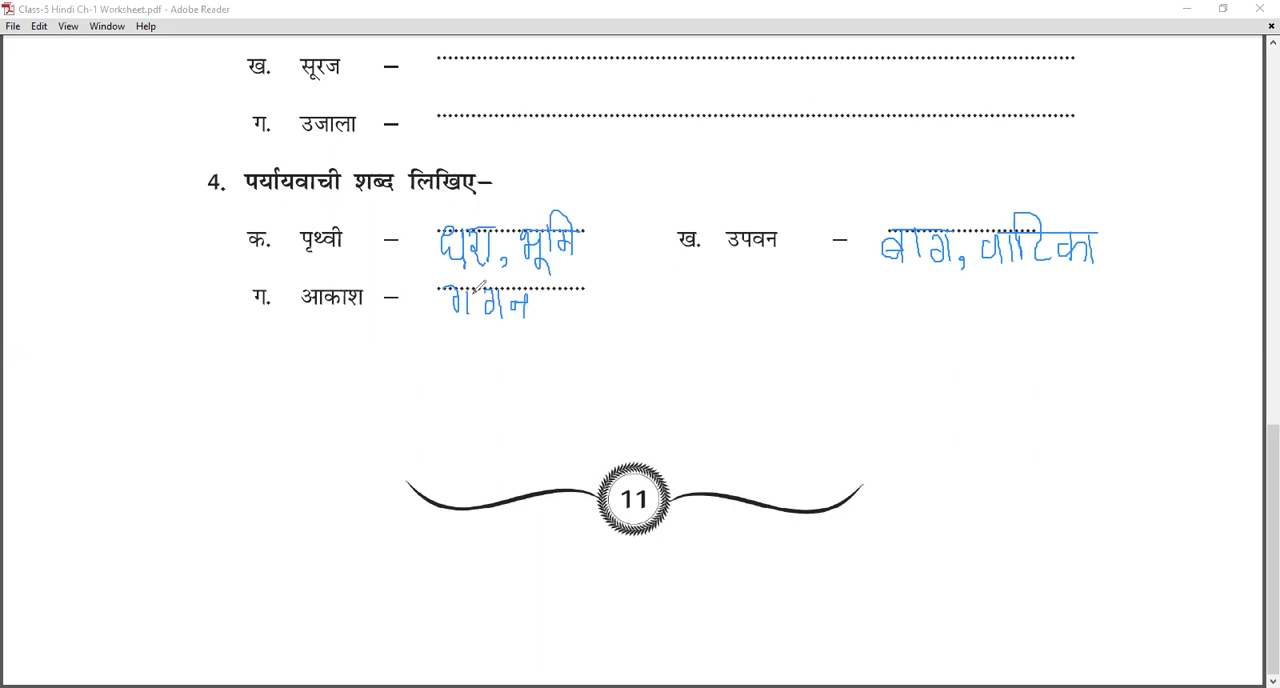 Class-5 Hindi Ch-1 Worksheet.pdf - Adobe Reader
File Edit View Window Help
ख. सूरज –
ग. उजाला –
4. पर्यायवाची शब्द लिखिए–
क. पृथ्वी – धरा, भूमि ख. उपवन – बाग, वाटिका
ग. आकाश – गगन
11